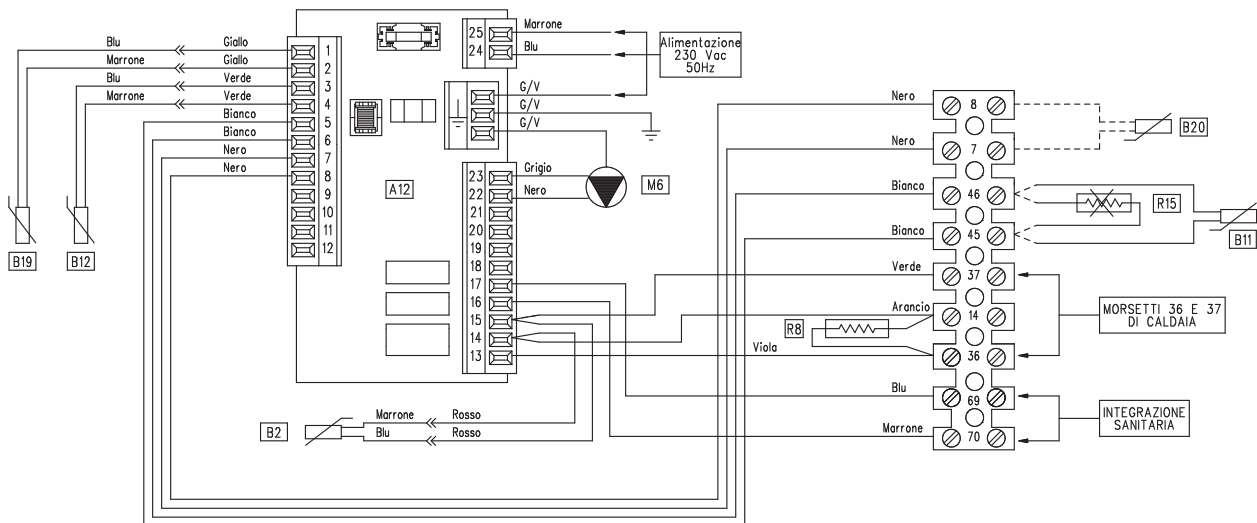 Blu
Giallo
Marrone
Giallo
Blu
Verde
Marrone
Verde
Bianco
Bianco
Nero
Nero
1
2
3
4
5
6
7
8
9
10
11
12
B19
B12
A12
25
24
Marrone
Blu
Alimentazione
230 Vac
50Hz
G/V
G/V
G/V
Grigio
Nero
M6
23
22
21
20
19
18
17
16
15
14
13
Nero
Nero
Bianco
Bianco
Verde
Arancio
R8
Viola
Blu
Marrone
8
7
46
45
37
14
36
69
70
B20
R15
B11
MORSETTI 36 E 37
DI CALDAIA
INTEGRAZIONE
SANITARIA
B2
Marrone
Rosso
Blu
Rosso